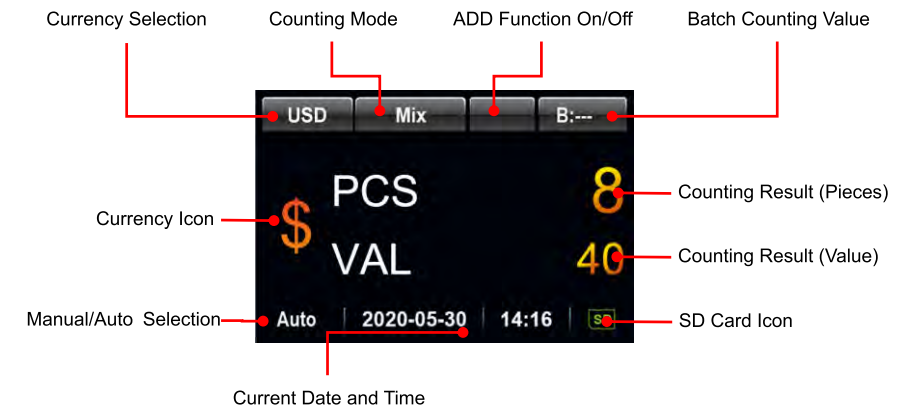 Currency Selection
Counting Mode
ADD Function On/Off
Batch Counting Value
USD
Mix
B:---
PCS
8
Counting Result (Pieces)
Currency Icon
$
VAL
40
Counting Result (Value)
Manual/Auto Selection
Auto
2020-05-30
14:16
SD
SD Card Icon
Current Date and Time